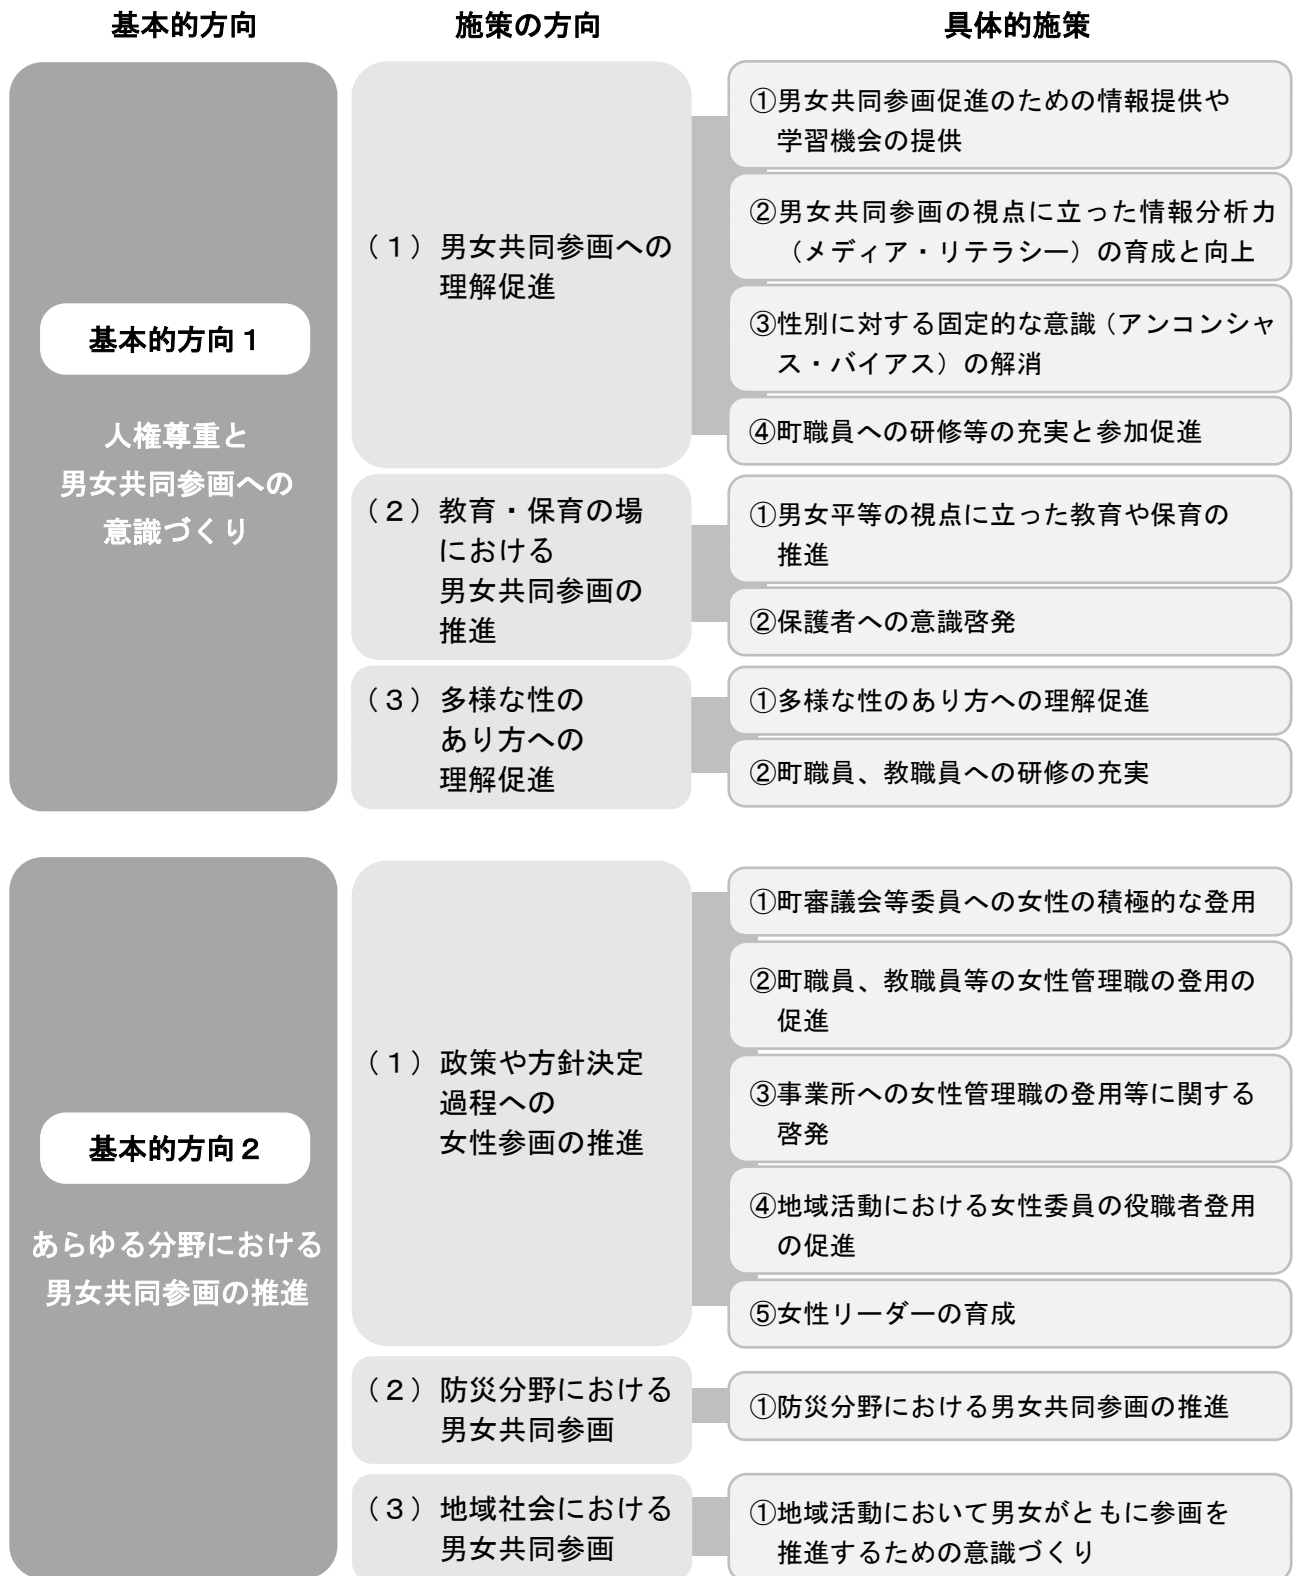 基本的方向
施策の方向
具体的施策
基本的方向１
人権尊重と
男女共同参画への
意識づくり
（１）男女共同参画への
理解促進
①男女共同参画促進のための情報提供や
学習機会の提供
②男女共同参画の視点に立った情報分析力
（メディア・リテラシー）の育成と向上
③性別に対する固定的な意識（アンコンシャ
ス・バイアス）の解消
④町職員への研修等の充実と参加促進
（２）教育・保育の場
における
男女共同参画の
推進
①男女平等の視点に立った教育や保育の
推進
②保護者への意識啓発
（３）多様な性の
あり方への
理解促進
①多様な性のあり方への理解促進
②町職員、教職員への研修の充実
基本的方向２
あらゆる分野における
男女共同参画の推進
（１）政策や方針決定
過程への
女性参画の推進
①町審議会等委員への女性の積極的な登用
②町職員、教職員等の女性管理職の登用の
促進
③事業所への女性管理職の登用等に関する
啓発
④地域活動における女性委員の役職者登用
の促進
⑤女性リーダーの育成
（２）防災分野における
男女共同参画
①防災分野における男女共同参画の推進
（３）地域社会における
男女共同参画
①地域活動において男女がともに参画を
推進するための意識づくり